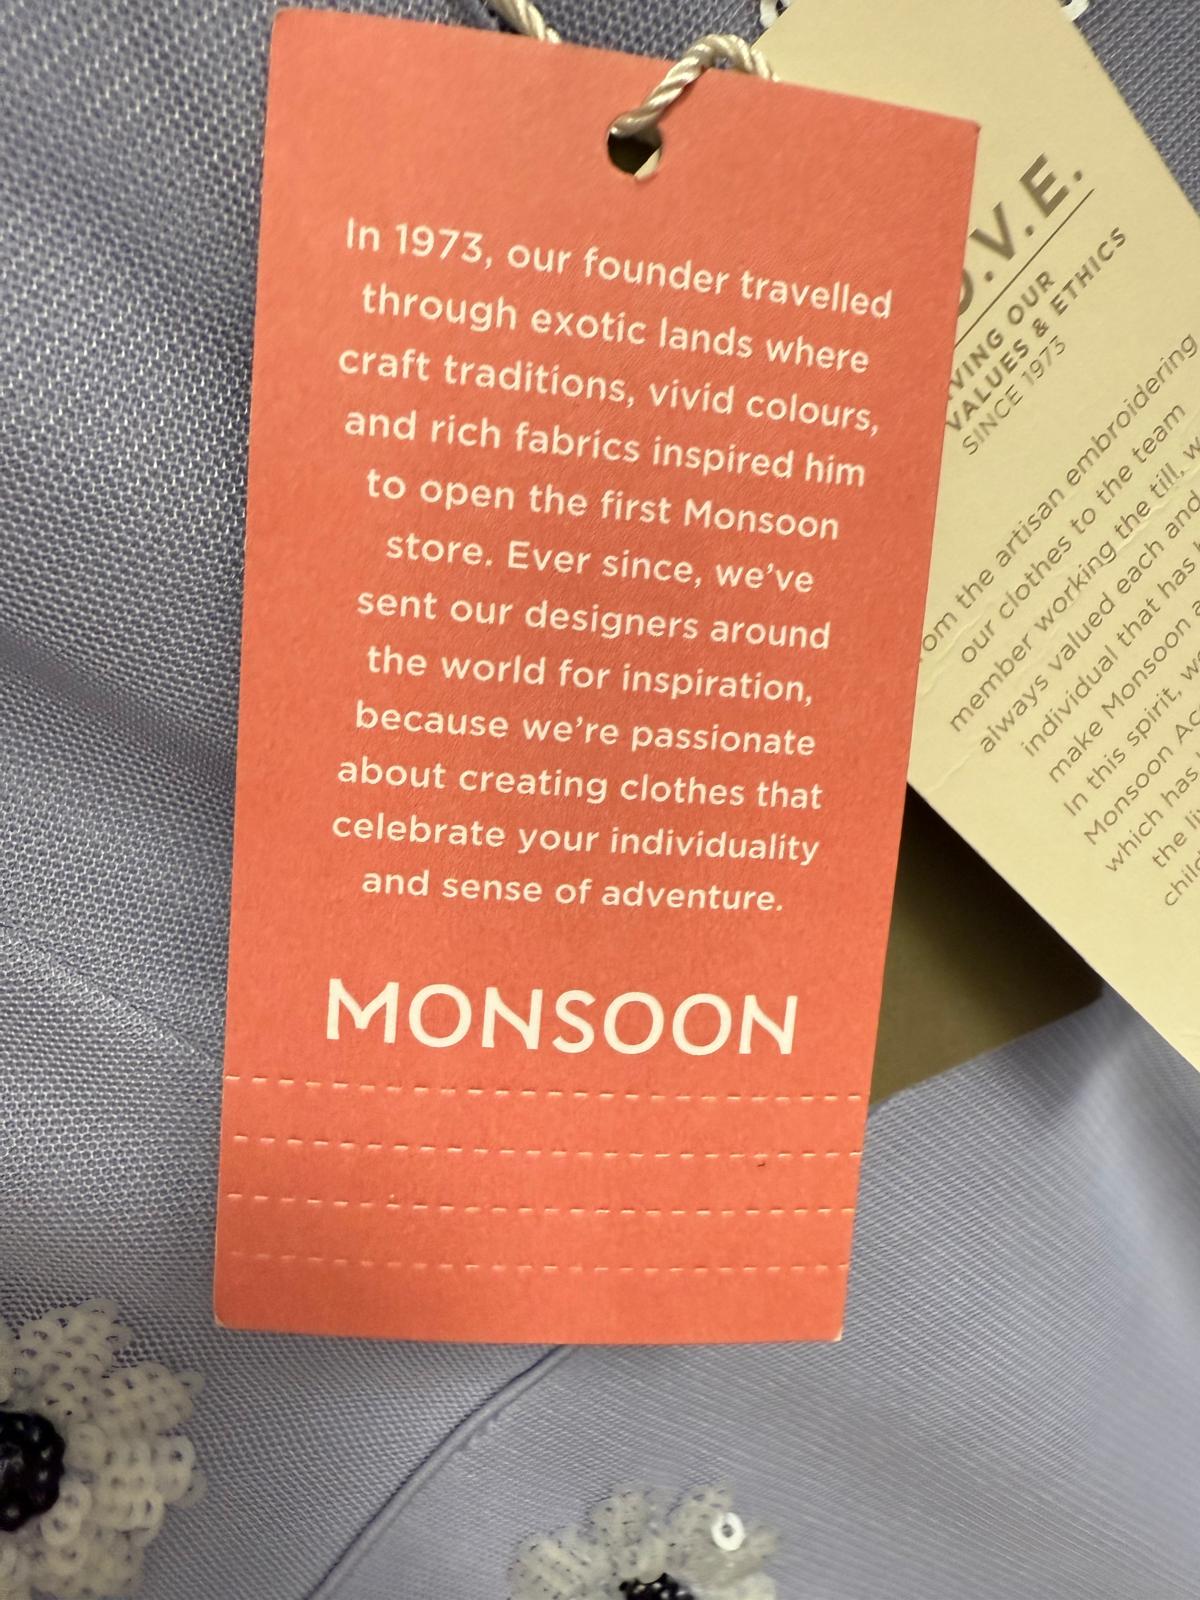 In 1973, our founder travelled
through exotic lands where
craft traditions, vivid colours,
and rich fabrics inspired him
to open the first Monsoon
store. Ever since, we've
sent our designers around
the world for inspiration,
because we're passionate
about creating clothes that
celebrate your individuality
and sense of adventure.
MONSOON
.V.E.
OUR
VALUES & ETHICS
SINCE 1973
the artisan embroidering
our clothes to the team
member working the till,
always valued each and
individual that has
make Monsoon
In this spirit,
Monsoon
which has
the